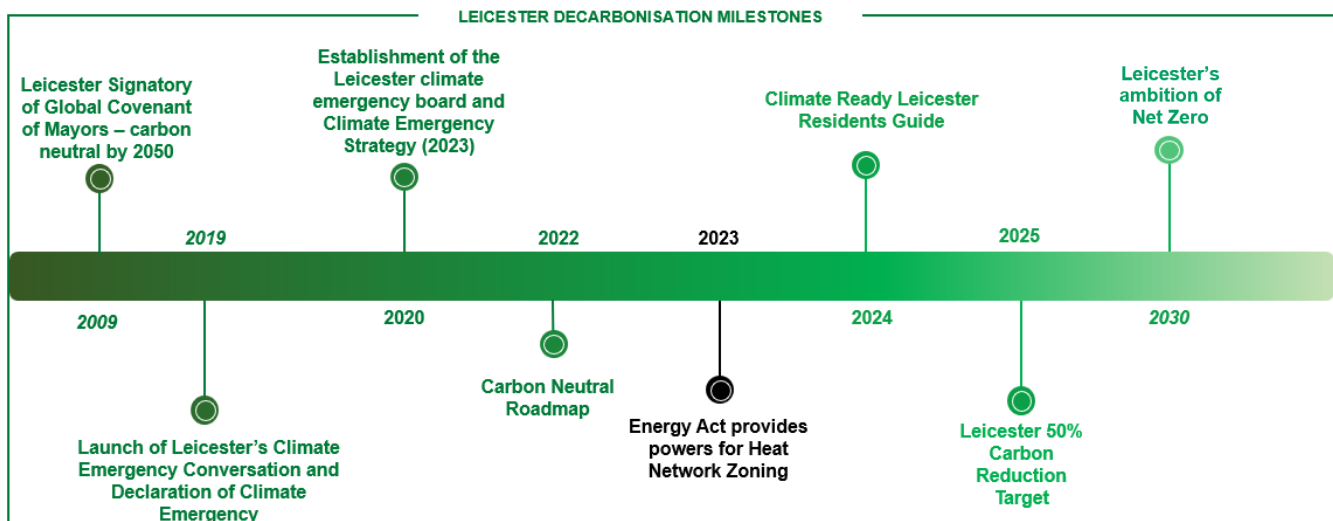 LEICESTER DECARBONISATION MILESTONES
Leicester Signatory
of Global Covenant
of Mayors – carbon
neutral by 2050
Establishment of the
Leicester climate
emergency board and
Climate Emergency
Strategy (2023)
Climate Ready Leicester
Residents Guide
Leicester’s
ambition of
Net Zero
2019
2022
2023
2025
2009
2020
2024
2030
Launch of Leicester’s Climate
Emergency Conversation and
Declaration of Climate
Emergency
Carbon Neutral
Roadmap
Energy Act provides
powers for Heat
Network Zoning
Leicester 50%
Carbon
Reduction
Target